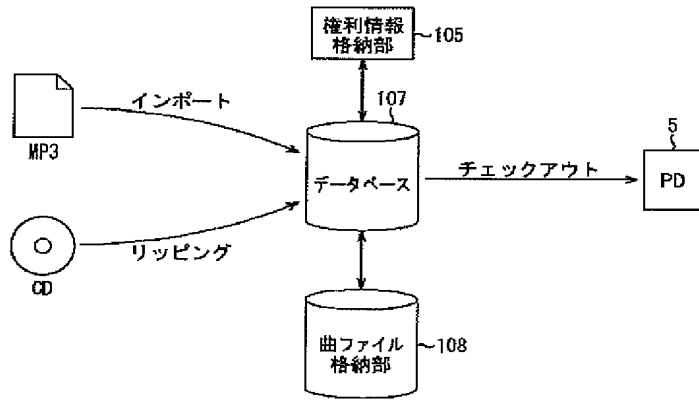 権利情報
格納部
105
107
インポート
MP3
データベース
チェックアウト
5
PD
リッピング
CD
曲ファイル
格納部
108